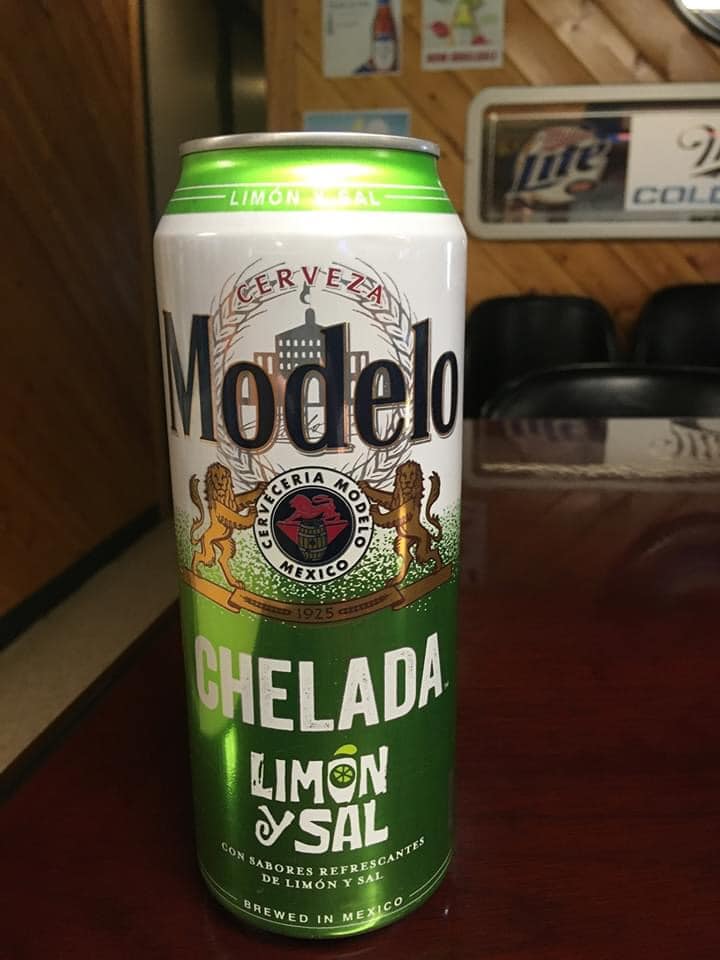 LIMÓN Y SAL
CERVEZA
Modelo
CERVECERIA MODELO
MEXICO
1925
CHELADA
LIMÓN
y SAL
CON SABORES REFRESCANTES
DE LIMÓN Y SAL
BREWED IN MEXICO
Lite
COL